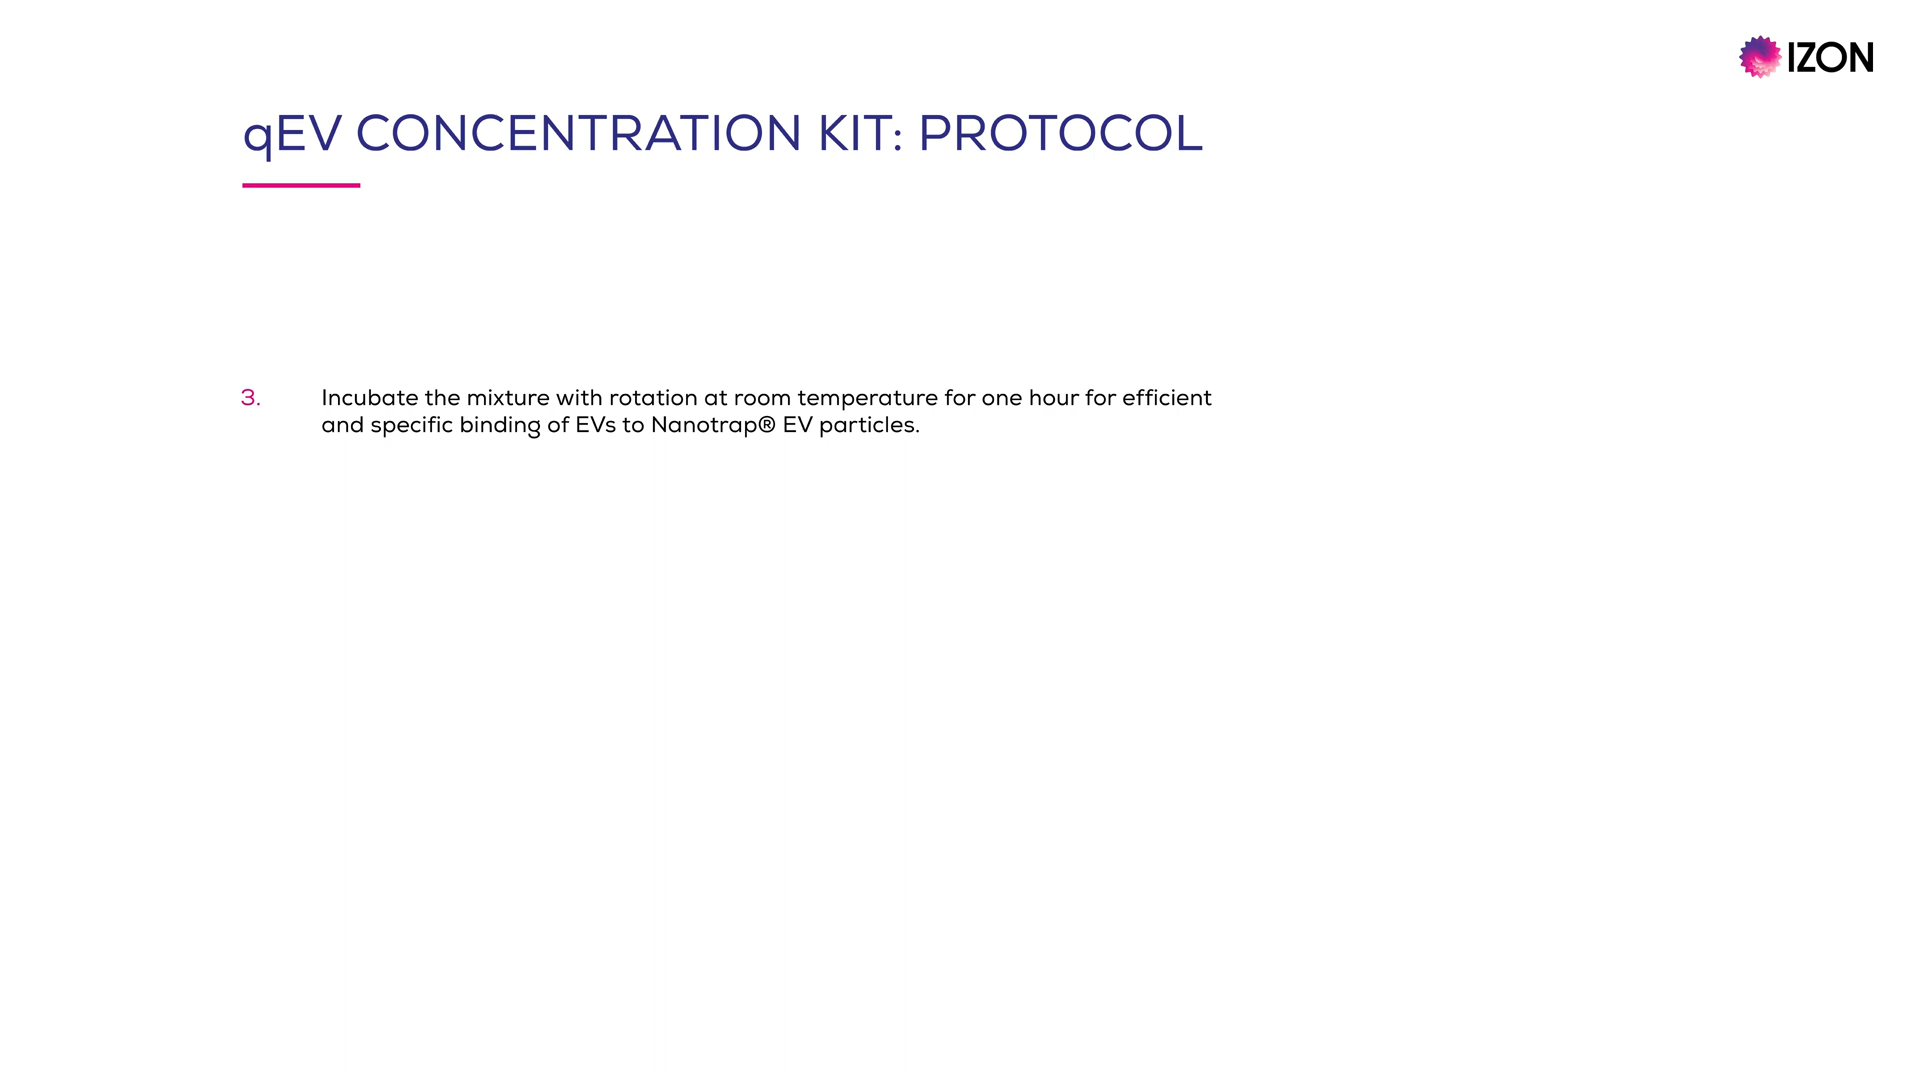 IZON
qEV CONCENTRATION KIT: PROTOCOL
3. Incubate the mixture with rotation at room temperature for one hour for efficient
and specific binding of EVs to Nanotrap® EV particles.